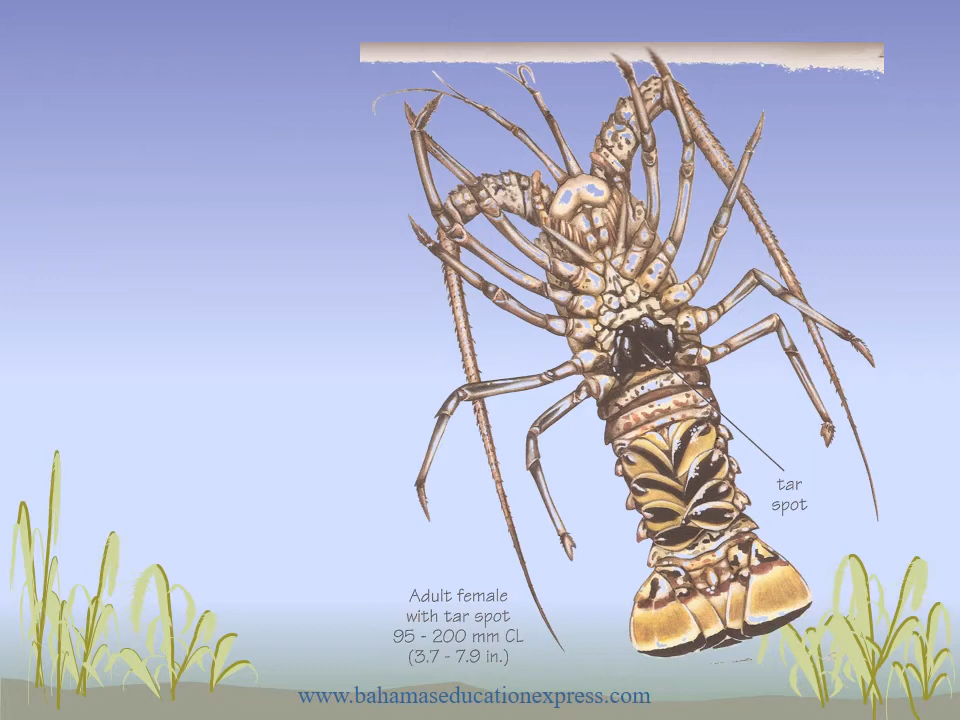 tar
spot
Adult female
with tar spot
95 - 200 mm CL
(3.7 - 7.9 in.)
www.bahamaseducationexpress.com